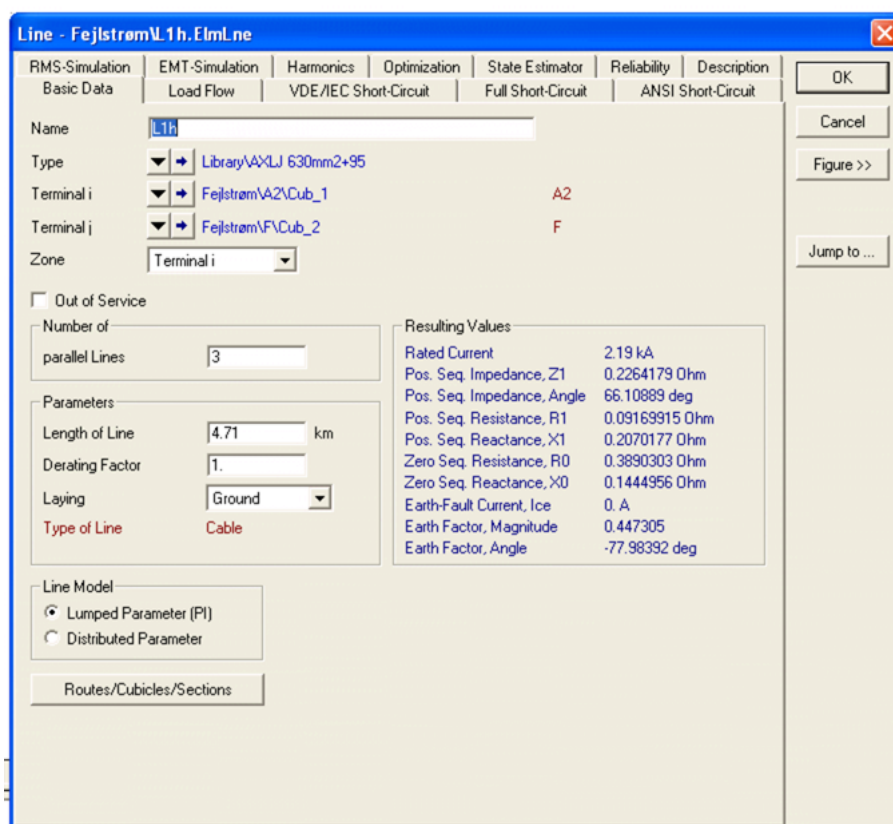 Line - Fejlstrøm\L1h.ElmLne
RMS-Simulation EMT-Simulation Harmonics Optimization State Estimator Reliability Description
Basic Data Load Flow VDE/IEC Short-Circuit Full Short-Circuit ANSI Short-Circuit
OK
Cancel
Figure >>
Jump to ...
Name L1h
Type Library\AXLJ 630mm2+95
Terminal i Fejlstrøm\A2\Cub_1 A2
Terminal j Fejlstrøm\F\Cub_2 F
Zone Terminal i
Out of Service
Number of
parallel Lines 3
Parameters
Length of Line 4.71 km
Derating Factor 1.
Laying Ground
Type of Line Cable
Resulting Values
Rated Current 2.19 kA
Pos. Seq. Impedance, Z1 0.2264179 Ohm
Pos. Seq. Impedance, Angle 66.10889 deg
Pos. Seq. Resistance, R1 0.09169915 Ohm
Pos. Seq. Reactance, X1 0.2070177 Ohm
Zero Seq. Resistance, R0 0.3890303 Ohm
Zero Seq. Reactance, X0 0.1444956 Ohm
Earth-Fault Current, Ice 0. A
Earth Factor, Magnitude 0.447305
Earth Factor, Angle -77.98392 deg
Line Model
Lumped Parameter (PI)
Distributed Parameter
Routes/Cubicles/Sections